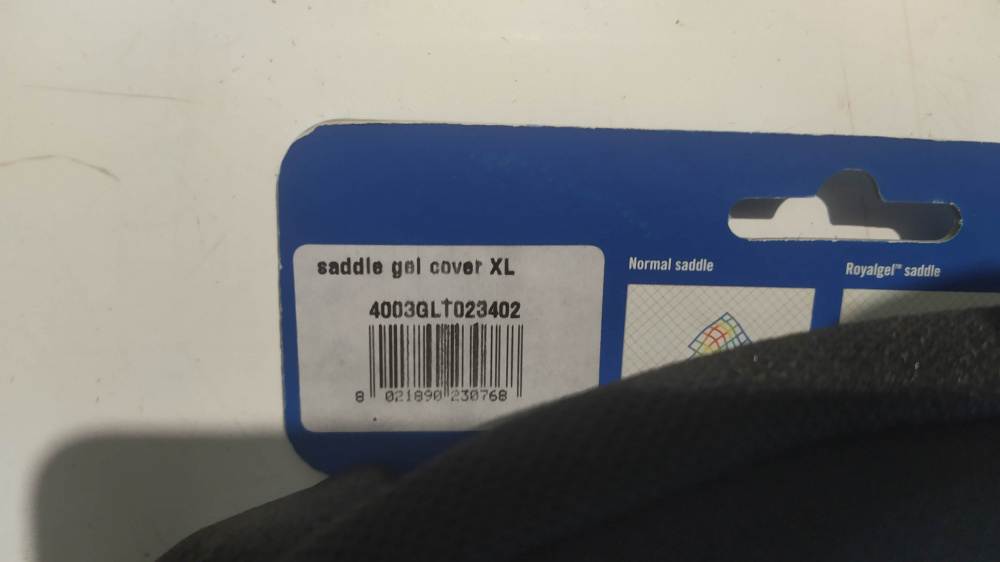 saddle gel cover XL
4003GLT023402
8 021890 230768
Normal saddle
Royalgel™ saddle